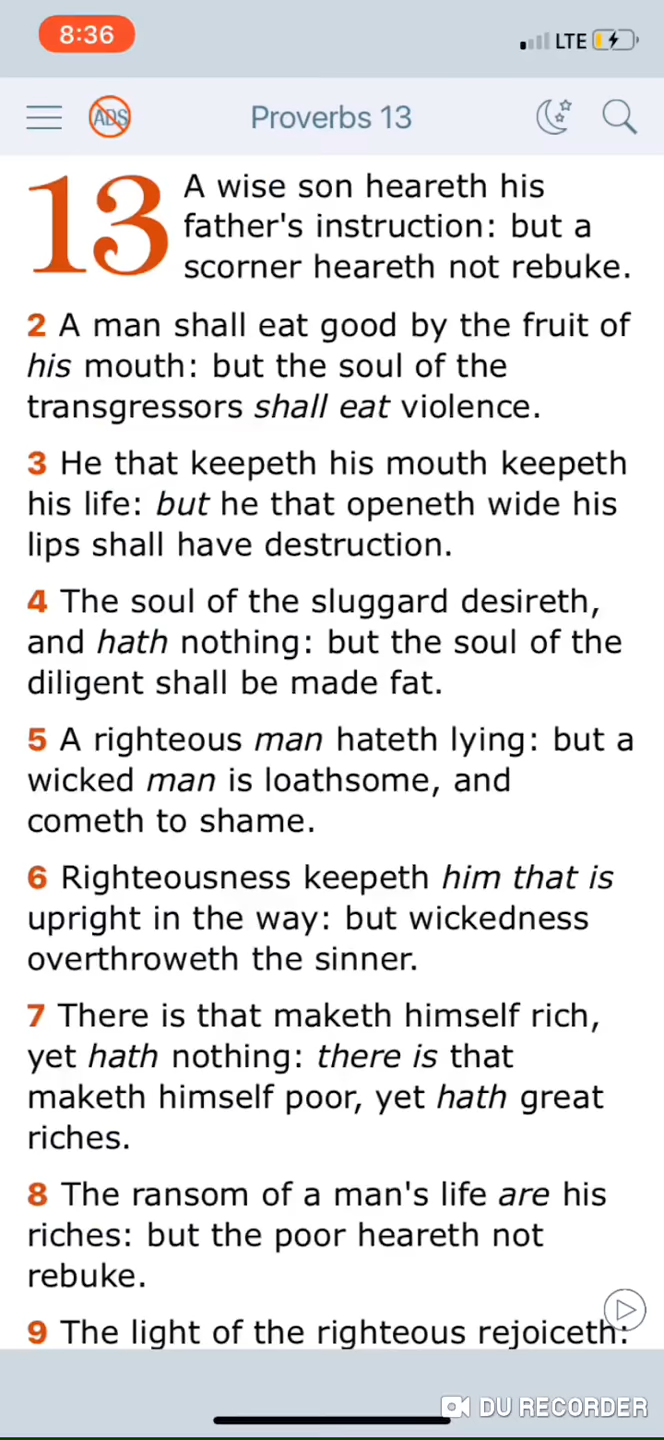 8:36
LTE
ADS
Proverbs 13
13 A wise son heareth his
father's instruction: but a
scorner heareth not rebuke.
2 A man shall eat good by the fruit of
his mouth: but the soul of the
transgressors shall eat violence.
3 He that keepeth his mouth keepeth
his life: but he that openeth wide his
lips shall have destruction.
4 The soul of the sluggard desireth,
and hath nothing: but the soul of the
diligent shall be made fat.
5 A righteous man hateth lying: but a
wicked man is loathsome, and
cometh to shame.
6 Righteousness keepeth him that is
upright in the way: but wickedness
overthroweth the sinner.
7 There is that maketh himself rich,
yet hath nothing: there is that
maketh himself poor, yet hath great
riches.
8 The ransom of a man's life are his
riches: but the poor heareth not
rebuke.
9 The light of the righteous rejoiceth:
DU RECORDER